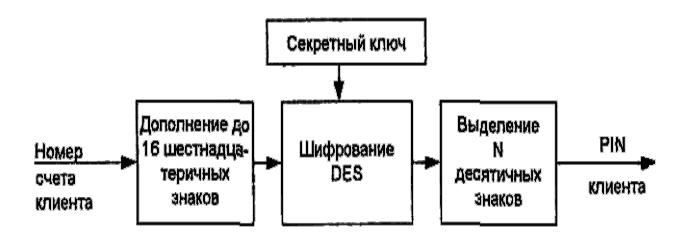 Секретный ключ
Номер
счета
клиента
Дополнение до
16 шестнадца-
теричных
знаков
Шифрование
DES
Выделение
N
десятичных
знаков
PIN
клиента